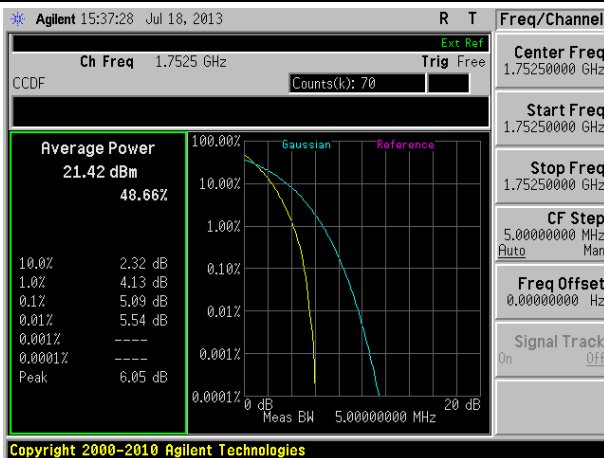 Agilent 15:37:28 Jul 18, 2013 R T
Ext Ref
Ch Freq 1.7525 GHz Trig Free
CCDF Counts(k): 70
Average Power
21.42 dBm
48.66%
10.0% 2.32 dB
1.0% 4.13 dB
0.1% 5.09 dB
0.01% 5.54 dB
0.001% ----
0.0001% ----
Peak 6.05 dB
Gaussian Reference
100.00%
10.00%
1.00%
0.10%
0.01%
0.001%
0.0001%
0 dB 20 dB
Meas BW 5.00000000 MHz
Freq/Channel
Center Freq
1.75250000 GHz
Start Freq
1.75250000 GHz
Stop Freq
1.75250000 GHz
CF Step
5.00000000 MHz
Auto Man
Freq Offset
0.00000000 Hz
Signal Track
On Off
Copyright 2000-2010 Agilent Technologies